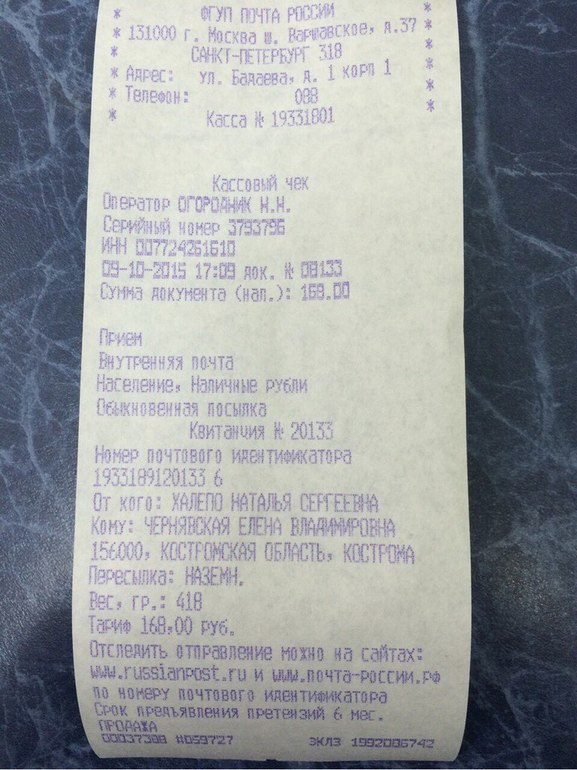 * ФГУП ПОЧТА РОССИИ *
* 131000 г. Москва ш. Варшавское, д.37 *
* САНКТ-ПЕТЕРБУРГ 318 *
* Адрес: ул. Бадаева, д. 1 корп 1 *
* Телефон: 088 *
* Касса № 19331801 *
Кассовый чек
Оператор ОГОРОДНИК Н.Н.
Серийный номер 3793796
ИНН 007724261610
09-10-2015 17:09 док. № 08133
Сумма документа (нал.): 169.00
Прием
Внутренняя почта
Население, Наличные рубли
Обыкновенная посылка
Квитанция № 20133
Номер почтового идентификатора
1933189120133 6
От кого: ХАЛЕПО НАТАЛЬЯ СЕРГЕЕВНА
Кому: ЧЕРНЯВСКАЯ ЕЛЕНА ВЛАДИМИРОВНА
156000, КОСТРОМСКАЯ ОБЛАСТЬ, КОСТРОМА
Пересылка: НАЗЕМН.
Вес, гр.: 418
Тариф 168,00 руб.
Отследить отправление можно на сайтах:
www.russianpost.ru и www.почта-россии.рф
по номеру почтового идентификатора
Срок предъявления претензий 6 мес.
ПРОДАЖА
00037388 #059727 ЭКЛЗ 1992086742